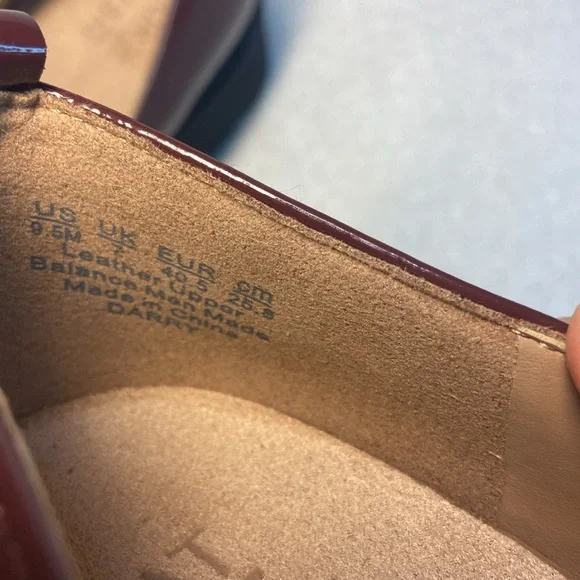 US UK EUR cm
9.5M 7 40.5 25.9
Leather Upper
Balance Man Made
Made in China
DARRY